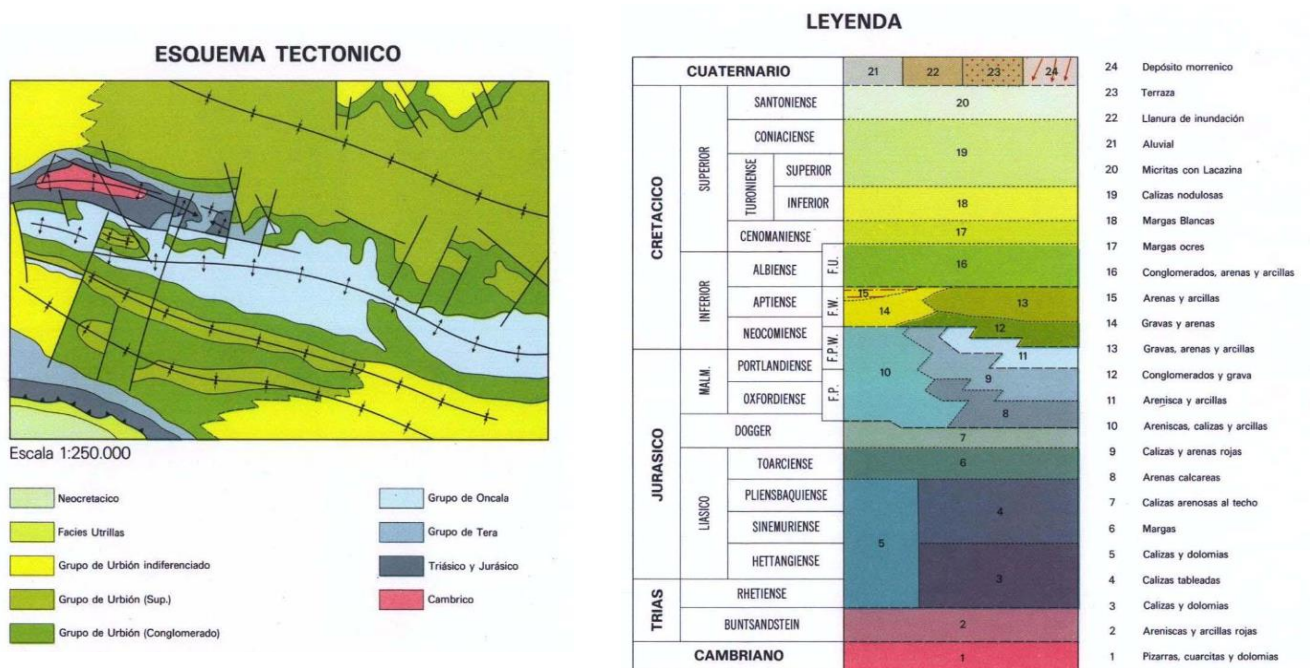 ESQUEMA TECTONICO
Escala 1:250.000
Neocretacico
Facies Utrillas
Grupo de Urbión indiferenciado
Grupo de Urbión (Sup.)
Grupo de Urbión (Conglomerado)
Grupo de Oncala
Grupo de Tera
Triásico y Jurásico
Cambrico
LEYENDA
CUATERNARIO
21 22 23 24
CRETACICO
SUPERIOR
SANTONIENSE
20
CONIACIENSE
19
TURONIENSE
SUPERIOR
INFERIOR
18
CENOMANIENSE
17
INFERIOR
ALBIENSE
F.U.
16
APTIENSE
F.W.
15
14
13
NEOCOMIENSE
12
F.P.W.
11
JURASICO
MALM.
PORTLANDIENSE
10
9
OXFORDIENSE
F.P.
8
DOGGER
7
LIASICO
TOARCIENSE
6
PLIENSBAQUIENSE
4
SINEMURIENSE
5
HETTANGIENSE
3
TRIAS
RHETIENSE
BUNTSANDSTEIN
2
CAMBRIANO
1
24 Depósito morrenico
23 Terraza
22 Llanura de inundación
21 Aluvial
20 Micritas con Lacazina
19 Calizas nodulosas
18 Margas Blancas
17 Margas ocres
16 Conglomerados, arenas y arcillas
15 Arenas y arcillas
14 Gravas y arenas
13 Gravas, arenas y arcillas
12 Conglomerados y grava
11 Arenisca y arcillas
10 Areniscas, calizas y arcillas
9 Calizas y arenas rojas
8 Arenas calcareas
7 Calizas arenosas al techo
6 Margas
5 Calizas y dolomias
4 Calizas tableadas
3 Calizas y dolomias
2 Areniscas y arcillas rojas
1 Pizarras, cuarcitas y dolomias